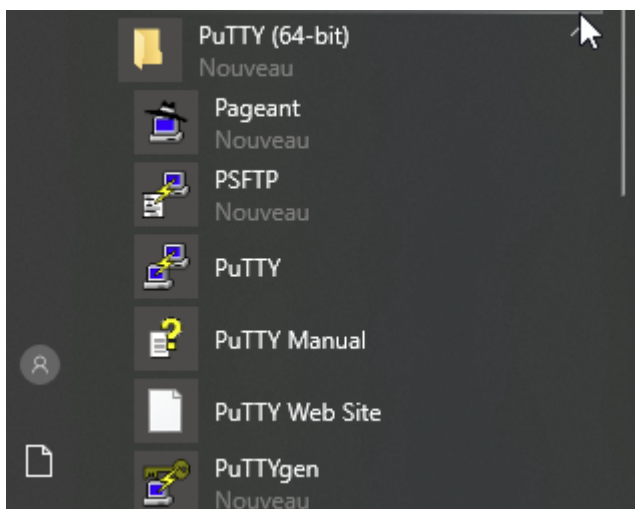 PuTTY (64-bit)
Nouveau
Pageant
Nouveau
PSFTP
Nouveau
PuTTY
PuTTY Manual
PuTTY Web Site
PuTTYgen
Nouveau